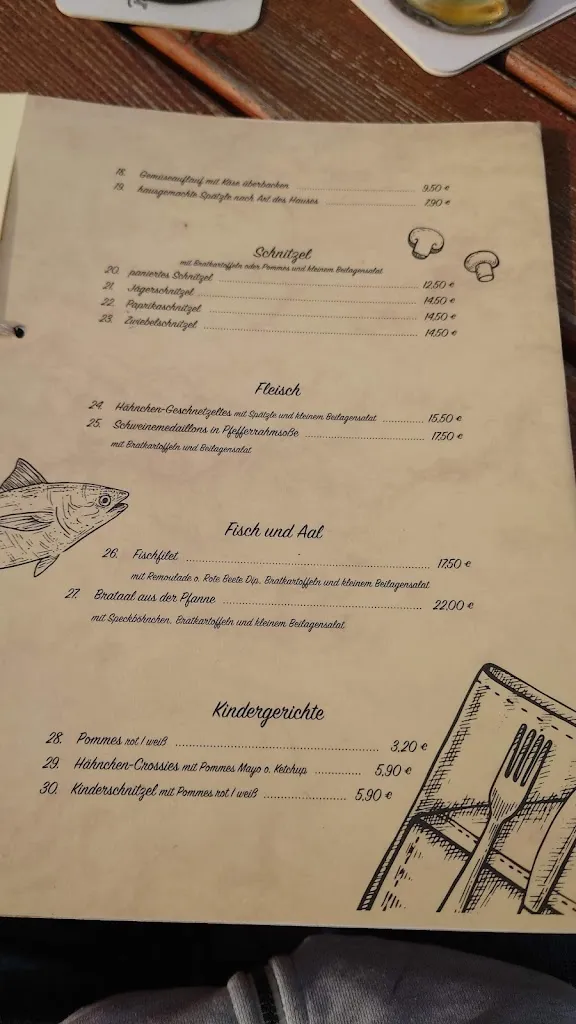 18. Gemüseauflauf mit Käse überbacken 9,50 €
19. hausgemachte Spätzle nach Art des Hauses 7,90 €
Schnitzel
mit Bratkartoffeln oder Pommes und kleinem Beilagensalat
20. paniertes Schnitzel 12,50 €
21. Jägerschnitzel 14,50 €
22. Paprikaschnitzel 14,50 €
23. Zwiebelschnitzel 14,50 €
Fleisch
24. Hähnchen-Geschnetzeltes mit Spätzle und kleinem Beilagensalat 15,50 €
25. Schweinemedaillons in Pfefferrahmsoße 17,50 €
mit Bratkartoffeln und Beilagensalat
Fisch und Aal
26. Fischfilet 17,50 €
mit Remoulade o. Rote Beete Dip, Bratkartoffeln und kleinem Beilagensalat
27. Brataal aus der Pfanne 22,00 €
mit Speckböhnchen, Bratkartoffeln und kleinem Beilagensalat
Kindergerichte
28. Pommes rot / weiß 3,20 €
29. Hähnchen-Crossies mit Pommes Mayo o. Ketchup 5,90 €
30. Kinderschnitzel mit Pommes rot / weiß 5,90 €